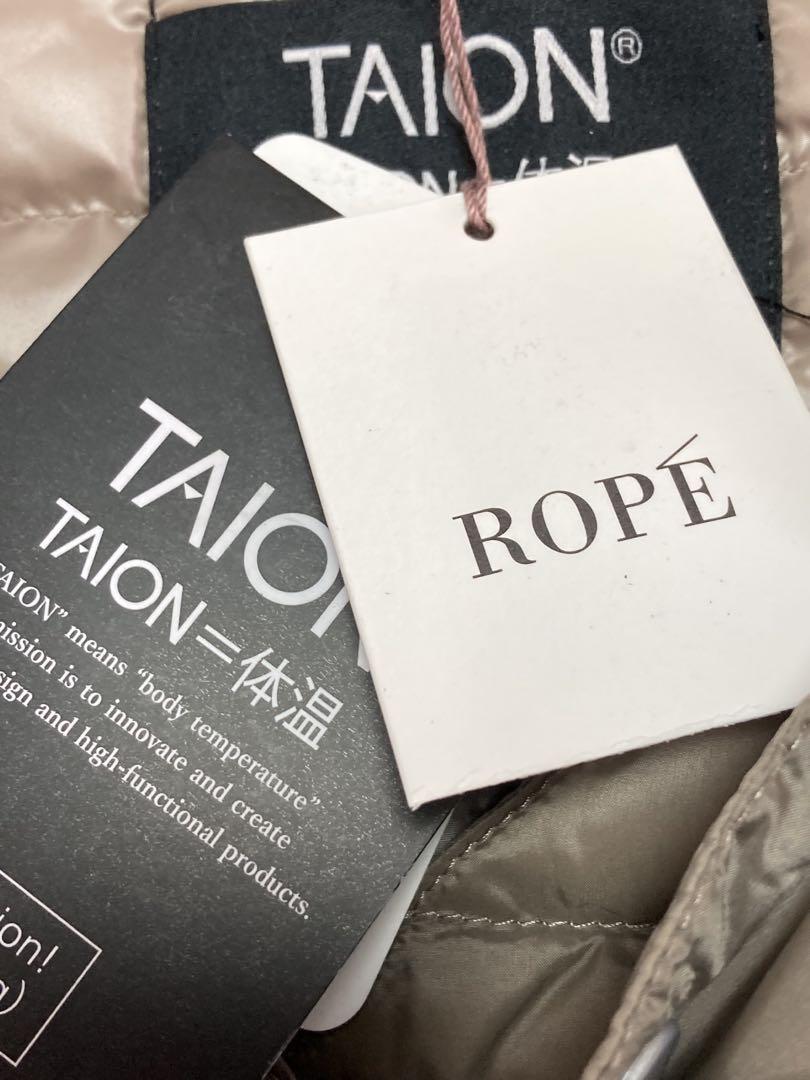 TAION®
ROPÉ
TAION
TAION=体温
TAION" means "body temperature"
mission is to innovate and create
sign and high-functional products.
ion!